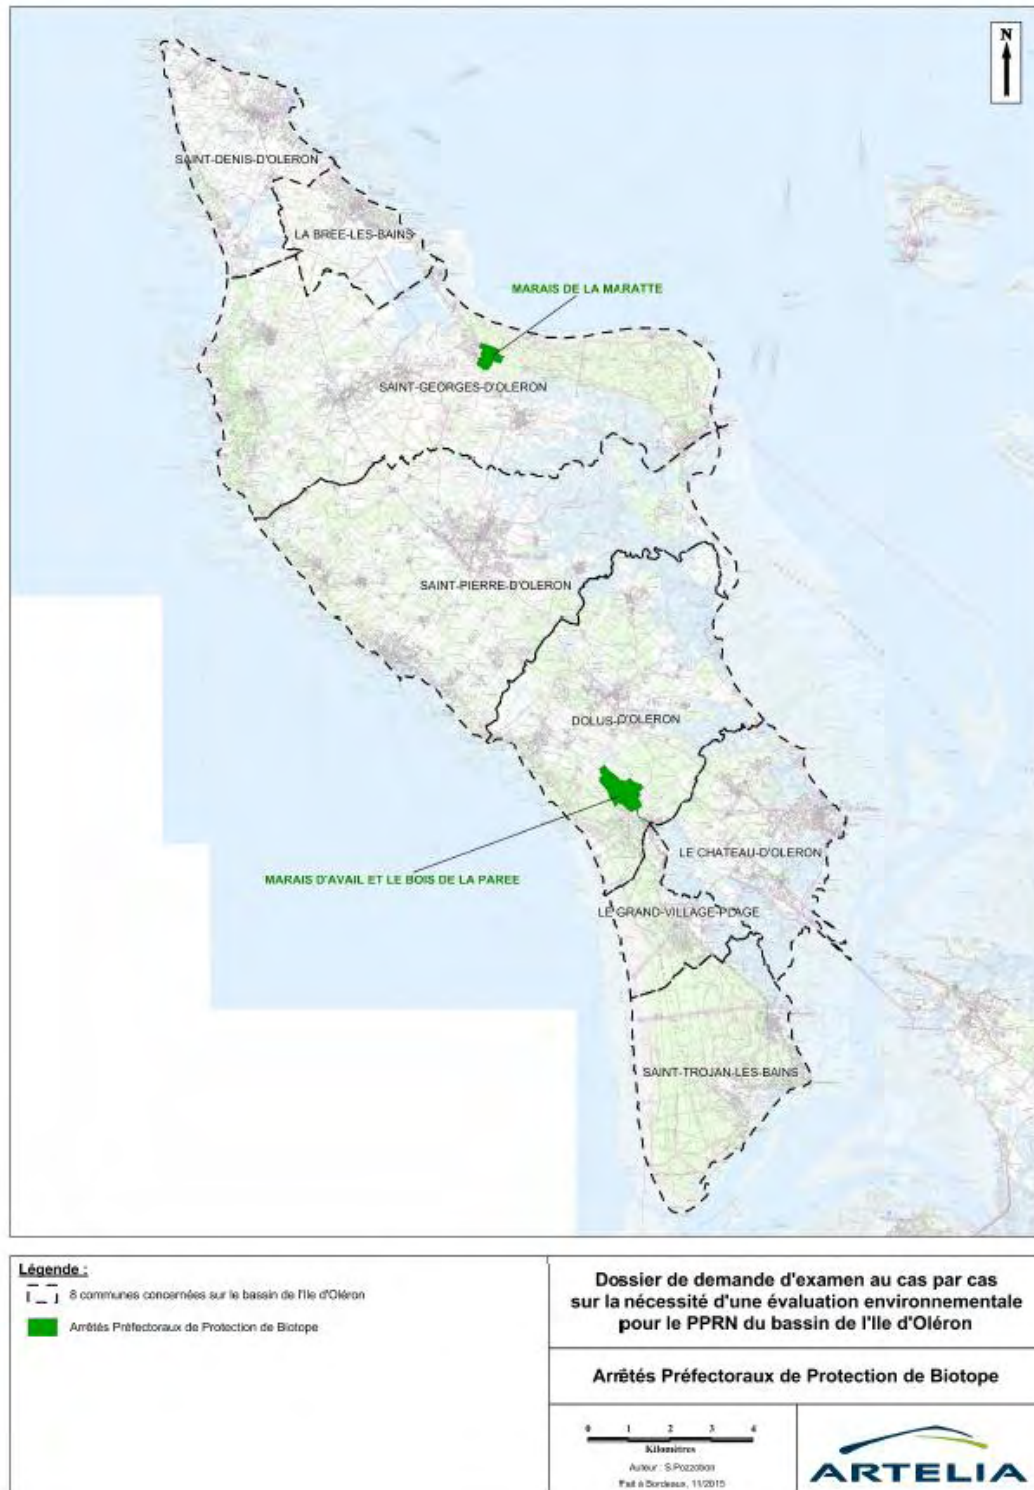 N
SAINT-DENIS-D'OLERON
LA BREE-LES-BAINS
MARAIS DE LA MARATTE
SAINT-GEORGES-D'OLERON
SAINT-PIERRE-D'OLERON
DOLUS-D'OLERON
LE CHATEAU-D'OLERON
MARAIS D'AVAIL ET LE BOIS DE LA PAREE
LE GRAND-VILLAGE-PLAGE
SAINT-TROJAN-LES-BAINS
Légende :
8 communes concernées sur le bassin de l'Ile d'Oléron
Arrêtés Préfectoraux de Protection de Biotope
Dossier de demande d'examen au cas par cas
sur la nécessité d'une évaluation environnementale
pour le PPRN du bassin de l'Ile d'Oléron
Arrêtés Préfectoraux de Protection de Biotope
0 1 2 3 4
Kilomètres
Auteur : S.Pozzobon
Fait à Bordeaux, 11/2015
ARTELIA